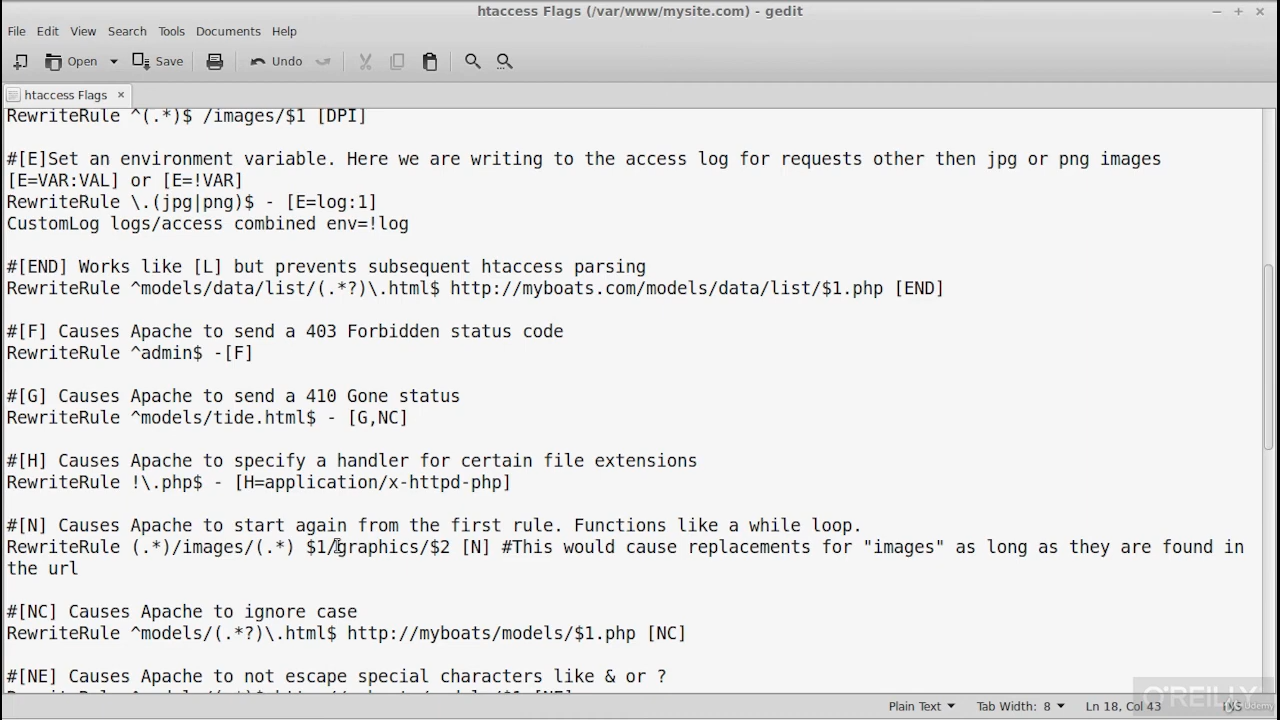 htaccess Flags (/var/www/mysite.com) - gedit
File Edit View Search Tools Documents Help
Open Save Undo
htaccess Flags
RewriteRule ^(.*)$ /images/$1 [DPI]
#[E]Set an environment variable. Here we are writing to the access log for requests other then jpg or png images
[E=VAR:VAL] or [E=!VAR]
RewriteRule \.(jpg|png)$ - [E=log:1]
CustomLog logs/access combined env=!log
#[END] Works like [L] but prevents subsequent htaccess parsing
RewriteRule ^models/data/list/(.*?)\.html$ http://myboats.com/models/data/list/$1.php [END]
#[F] Causes Apache to send a 403 Forbidden status code
RewriteRule ^admin$ -[F]
#[G] Causes Apache to send a 410 Gone status
RewriteRule ^models/tide.html$ - [G,NC]
#[H] Causes Apache to specify a handler for certain file extensions
RewriteRule !\.php$ - [H=application/x-httpd-php]
#[N] Causes Apache to start again from the first rule. Functions like a while loop.
RewriteRule (.*)/images/(.*) $1/graphics/$2 [N] #This would cause replacements for "images" as long as they are found in
the url
#[NC] Causes Apache to ignore case
RewriteRule ^models/(.*?)\.html$ http://myboats/models/$1.php [NC]
#[NE] Causes Apache to not escape special characters like & or ?
Plain Text Tab Width: 8 Ln 18, Col 43
O'REILLY
Udemy